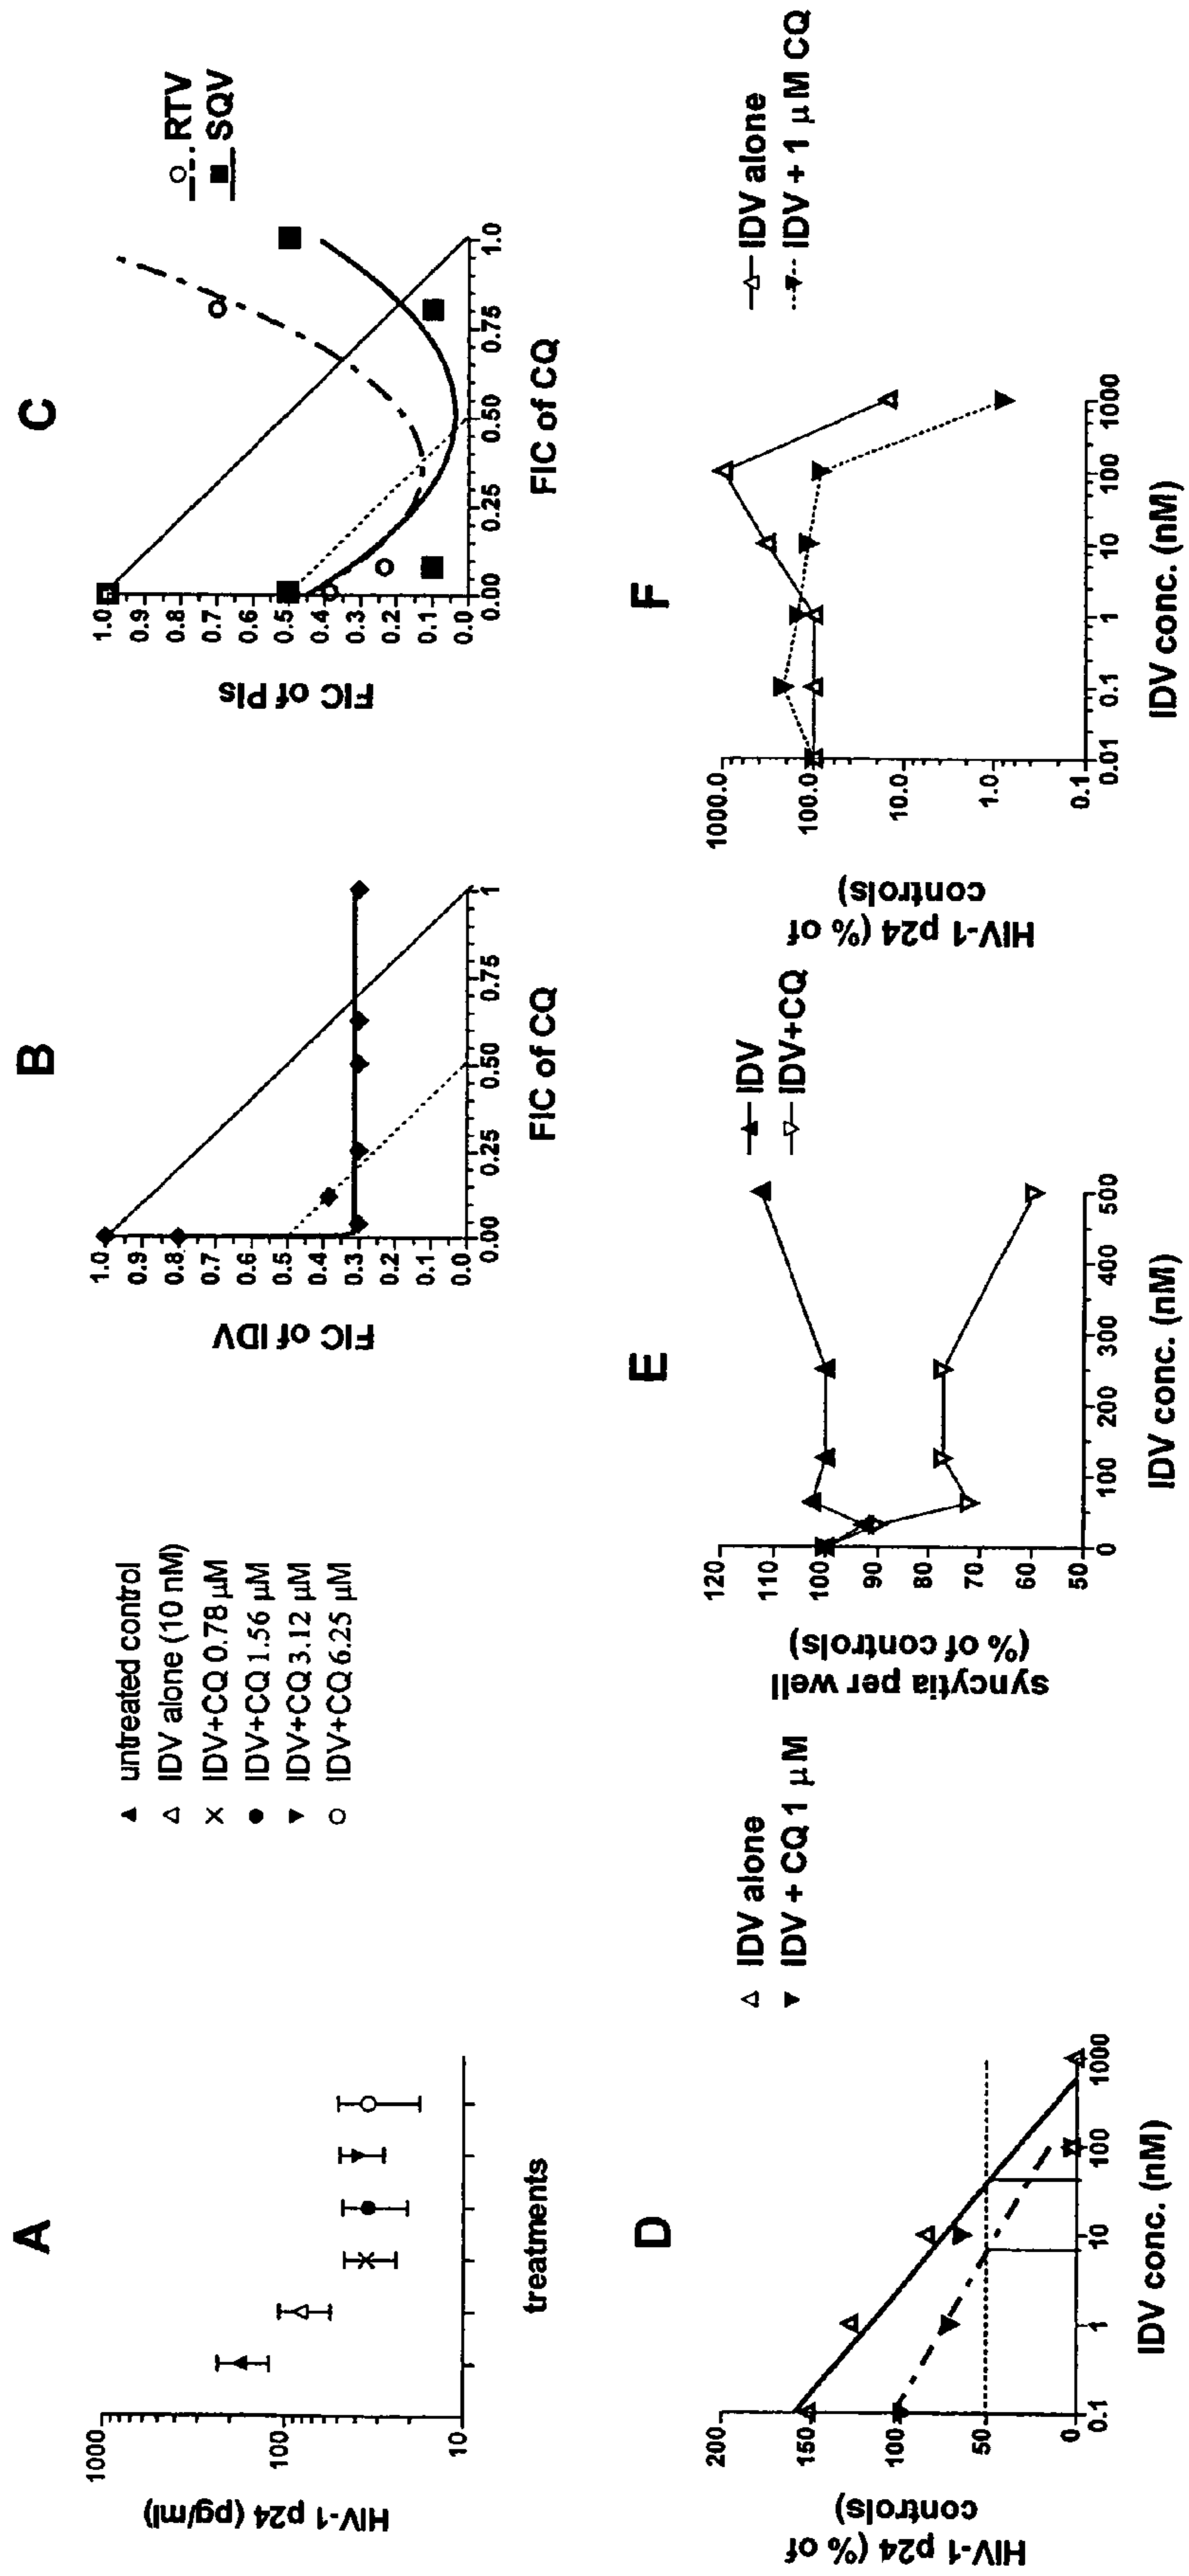 A
HIV-1 p24 (pg/ml)
1000
100
10
treatments
untreated control
IDV alone (10 nM)
IDV+CQ 0.78 µM
IDV+CQ 1.56 µM
IDV+CQ 3.12 µM
IDV+CQ 6.25 µM
B
FIC of IDV
1.0
0.9
0.8
0.7
0.6
0.5
0.4
0.3
0.2
0.1
0.0
0.00 0.25 0.50 0.75 1
FIC of CQ
C
FIC of PIs
1.0
0.9
0.8
0.7
0.6
0.5
0.4
0.3
0.2
0.1
0.0
0.00 0.25 0.50 0.75 1.0
FIC of CQ
RTV
SQV
D
HIV-1 p24 (% of
controls)
200
150
100
50
0
0.1 1 10 100 1000
IDV conc. (nM)
IDV alone
IDV + CQ 1 µM
E
syncytia per well
(% of controls)
120
110
100
90
80
70
60
50
0 100 200 300 400 500
IDV conc. (nM)
IDV
IDV+CQ
F
HIV-1 p24 (% of
controls)
1000.0
100.0
10.0
1.0
0.1
0.01 0.1 1 10 100 1000
IDV conc. (nM)
IDV alone
IDV + 1 µM CQ